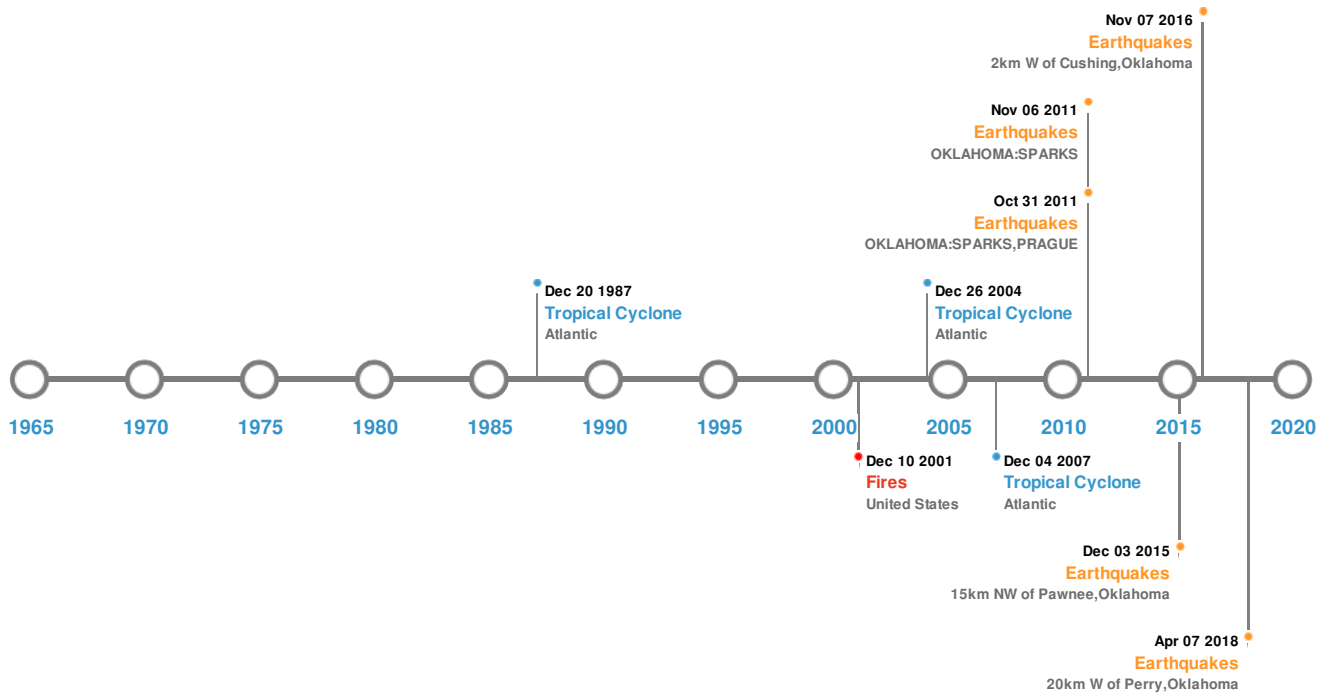 Nov 07 2016
Earthquakes
2km W of Cushing,Oklahoma
Nov 06 2011
Earthquakes
OKLAHOMA:SPARKS
Oct 31 2011
Earthquakes
OKLAHOMA:SPARKS,PRAGUE
Dec 20 1987
Tropical Cyclone
Atlantic
Dec 26 2004
Tropical Cyclone
Atlantic
1965 1970 1975 1980 1985 1990 1995 2000 2005 2010 2015 2020
Dec 10 2001
Fires
United States
Dec 04 2007
Tropical Cyclone
Atlantic
Dec 03 2015
Earthquakes
15km NW of Pawnee,Oklahoma
Apr 07 2018
Earthquakes
20km W of Perry,Oklahoma